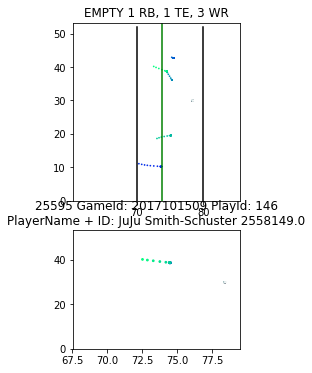 EMPTY 1 RB, 1 TE, 3 WR
50
40
30
20
10
0
70
80
25595 GameId: 2017101509 PlayId: 146
PlayerName + ID: JuJu Smith-Schuster 2558149.0
40
20
0
67.5 70.0 72.5 75.0 77.5